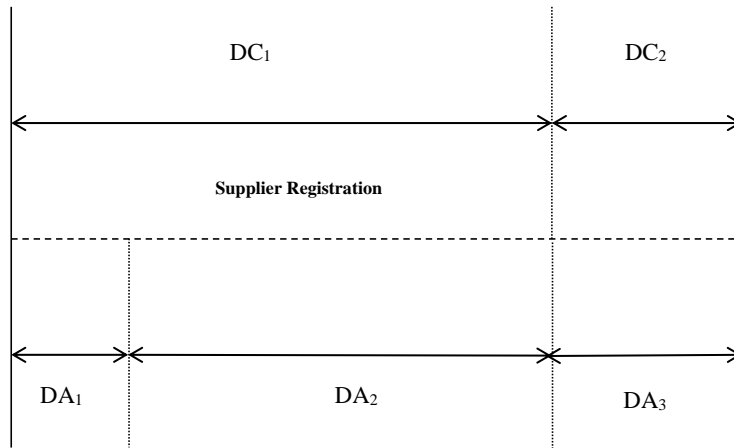 DC₁ DC₂
Supplier Registration
DA₁ DA₂ DA₃